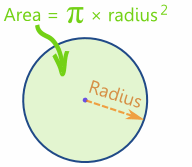 Area = π × radius²
Radius